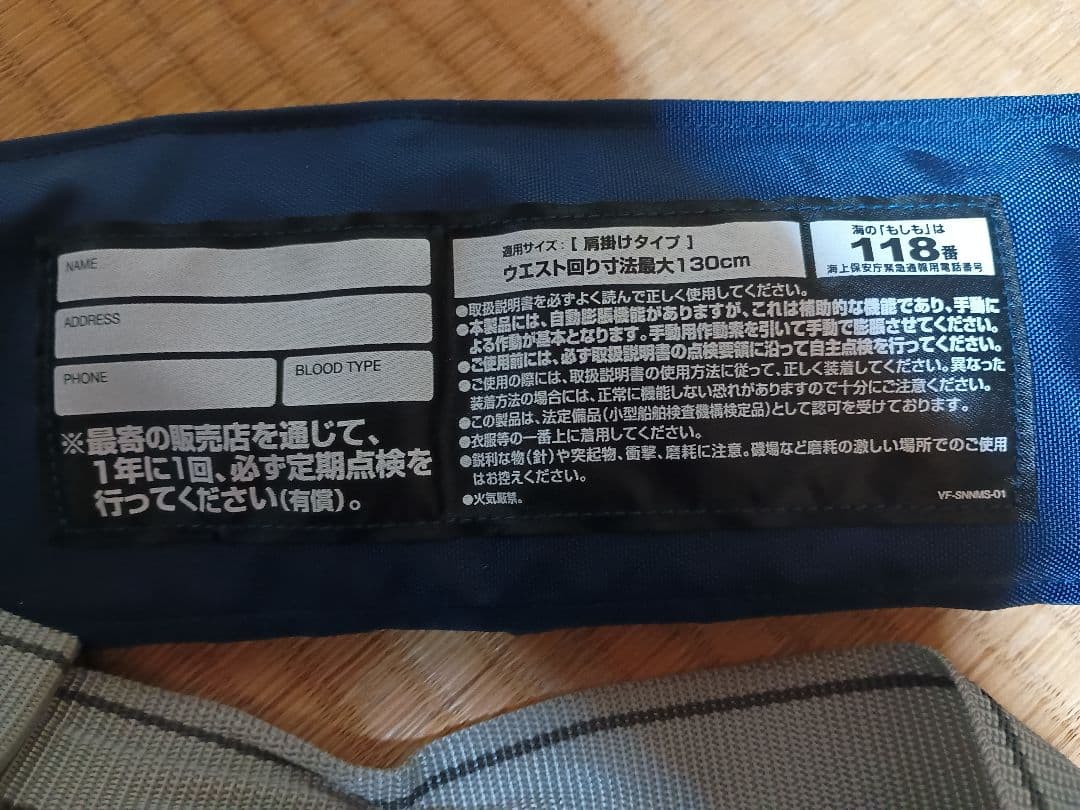 NAME
ADDRESS
PHONE
BLOOD TYPE
※最寄の販売店を通じて、
1年に1回、必ず定期点検を
行ってください(有償)。
適用サイズ:[ 肩掛けタイプ ]
ウエスト回り寸法最大130cm
海の「もしも」は
118番
海上保安庁緊急通報用電話番号
●取扱説明書を必ずよく読んで正しく使用してください。
●本製品には、自動膨脹機能がありますが、これは補助的な機能であり、手動に
よる作動が基本となります。手動用作動索を引いて手動で膨脹させてください。
●ご使用前には、必ず取扱説明書の点検要領に沿って自主点検を行ってください。
●ご使用の際には、取扱説明書の使用方法に従って、正しく装着してください。異なった
装着方法の場合には、正常に機能しない恐れがありますので十分にご注意ください。
●この製品は、法定備品(小型船舶検査機構検定品)として認可を受けております。
●衣服等の一番上に着用してください。
●鋭利な物(針)や突起物、衝撃、磨耗に注意。磯場など磨耗の激しい場所でのご使用
はお控えください。
●火気厳禁。
VF-SNNMS-01